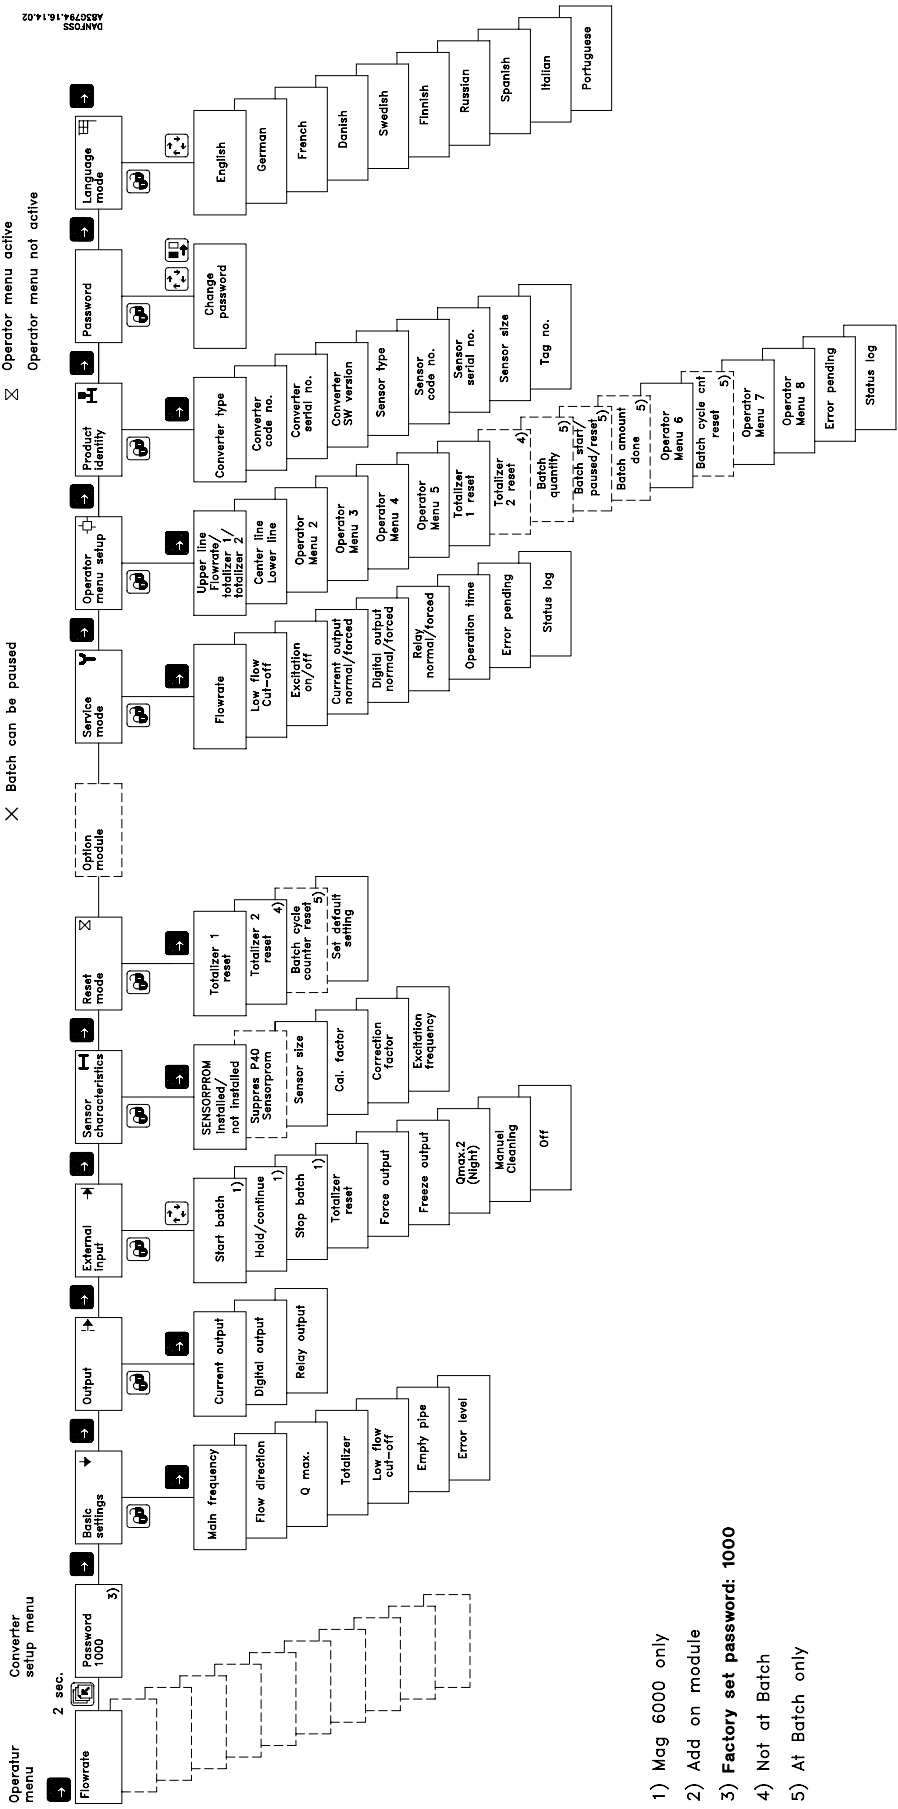 Operatur
menu
Converter
setup menu
2 sec.
Flowrate
Password
1000
3)
Basic
settings
Main frequency
Flow direction
Q max.
Totalizer
Low flow
cut-off
Empty pipe
Error level
Output
Current output
Digital output
Relay output
External
input
Start batch
1)
Hold/continue
1)
Stop batch
1)
Totalizer
reset
Force output
Freeze output
Qmax.2
(Night)
Manuel
Cleaning
Off
Sensor
characteristics
SENSORPROM
Installed/
not installed
Suppres P40
Sensorprom
Sensor size
Cal. factor
Correction
factor
Excitation
frequency
Reset
mode
Totalizer 1
reset
Totalizer 2
reset
4)
Batch cycle
counter reset
5)
Set default
setting
Option
module
Service
mode
Flowrate
Low flow
Cut-off
Excitation
on/off
Current output
normal/forced
Digital output
normal/forced
Relay
normal/forced
Operation time
Error pending
Status log
Operator
menu setup
Upper line
Flowrate/
totalizer 1/
totalizer 2/
Center line
Lower line
Operator
Menu 2
Operator
Menu 3
Operator
Menu 4
Operator
Menu 5
Totalizer
1 reset
Totalizer
2 reset
4)
Batch
quantity
5)
Batch start/
paused/reset
5)
Batch amount
done
5)
Operator
Menu 6
Batch cycle cnt
reset
5)
Operator
Menu 7
Operator
Menu 8
Error pending
Status log
Product
identity
Converter type
Converter
code no.
Converter
serial no.
Converter
SW version
Sensor type
Sensor
code no.
Sensor
serial no.
Sensor size
Tag no.
Password
Change
password
Language
mode
English
German
French
Danish
Swedish
Finnish
Russian
Spanish
Italian
Portuguese
Batch can be paused
Operator menu active
Operator menu not active
DANFOSS
A83G794.16.14.02
1) Mag 6000 only
2) Add on module
3) Factory set password: 1000
4) Not at Batch
5) At Batch only